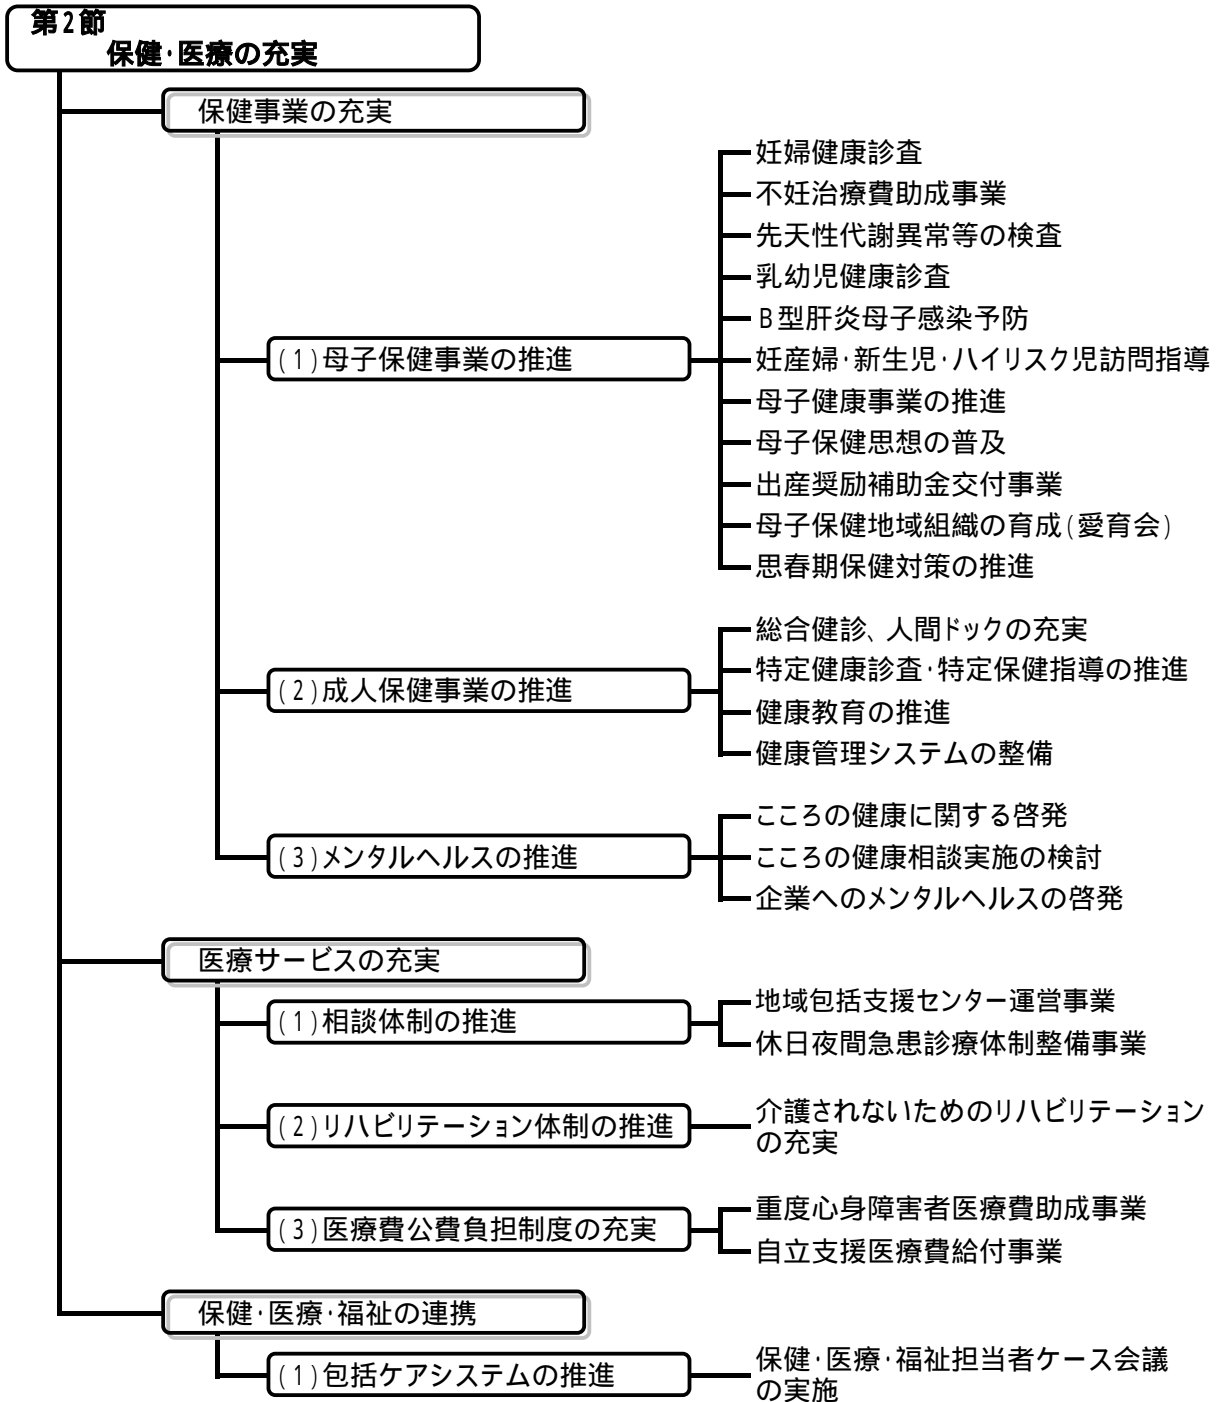 第2節
保健・医療の充実
保健事業の充実
(1)母子保健事業の推進
妊婦健康診査
不妊治療費助成事業
先天性代謝異常等の検査
乳幼児健康診査
B型肝炎母子感染予防
妊産婦・新生児・ハイリスク児訪問指導
母子健康事業の推進
母子保健思想の普及
出産奨励補助金交付事業
母子保健地域組織の育成(愛育会)
思春期保健対策の推進
(2)成人保健事業の推進
総合健診、人間ドックの充実
特定健康診査・特定保健指導の推進
健康教育の推進
健康管理システムの整備
(3)メンタルヘルスの推進
こころの健康に関する啓発
こころの健康相談実施の検討
企業へのメンタルヘルスの啓発
医療サービスの充実
(1)相談体制の推進
地域包括支援センター運営事業
休日夜間急患診療体制整備事業
(2)リハビリテーション体制の推進
介護されないためのリハビリテーション
の充実
(3)医療費公費負担制度の充実
重度心身障害者医療費助成事業
自立支援医療費給付事業
保健・医療・福祉の連携
(1)包括ケアシステムの推進
保健・医療・福祉担当者ケース会議
の実施